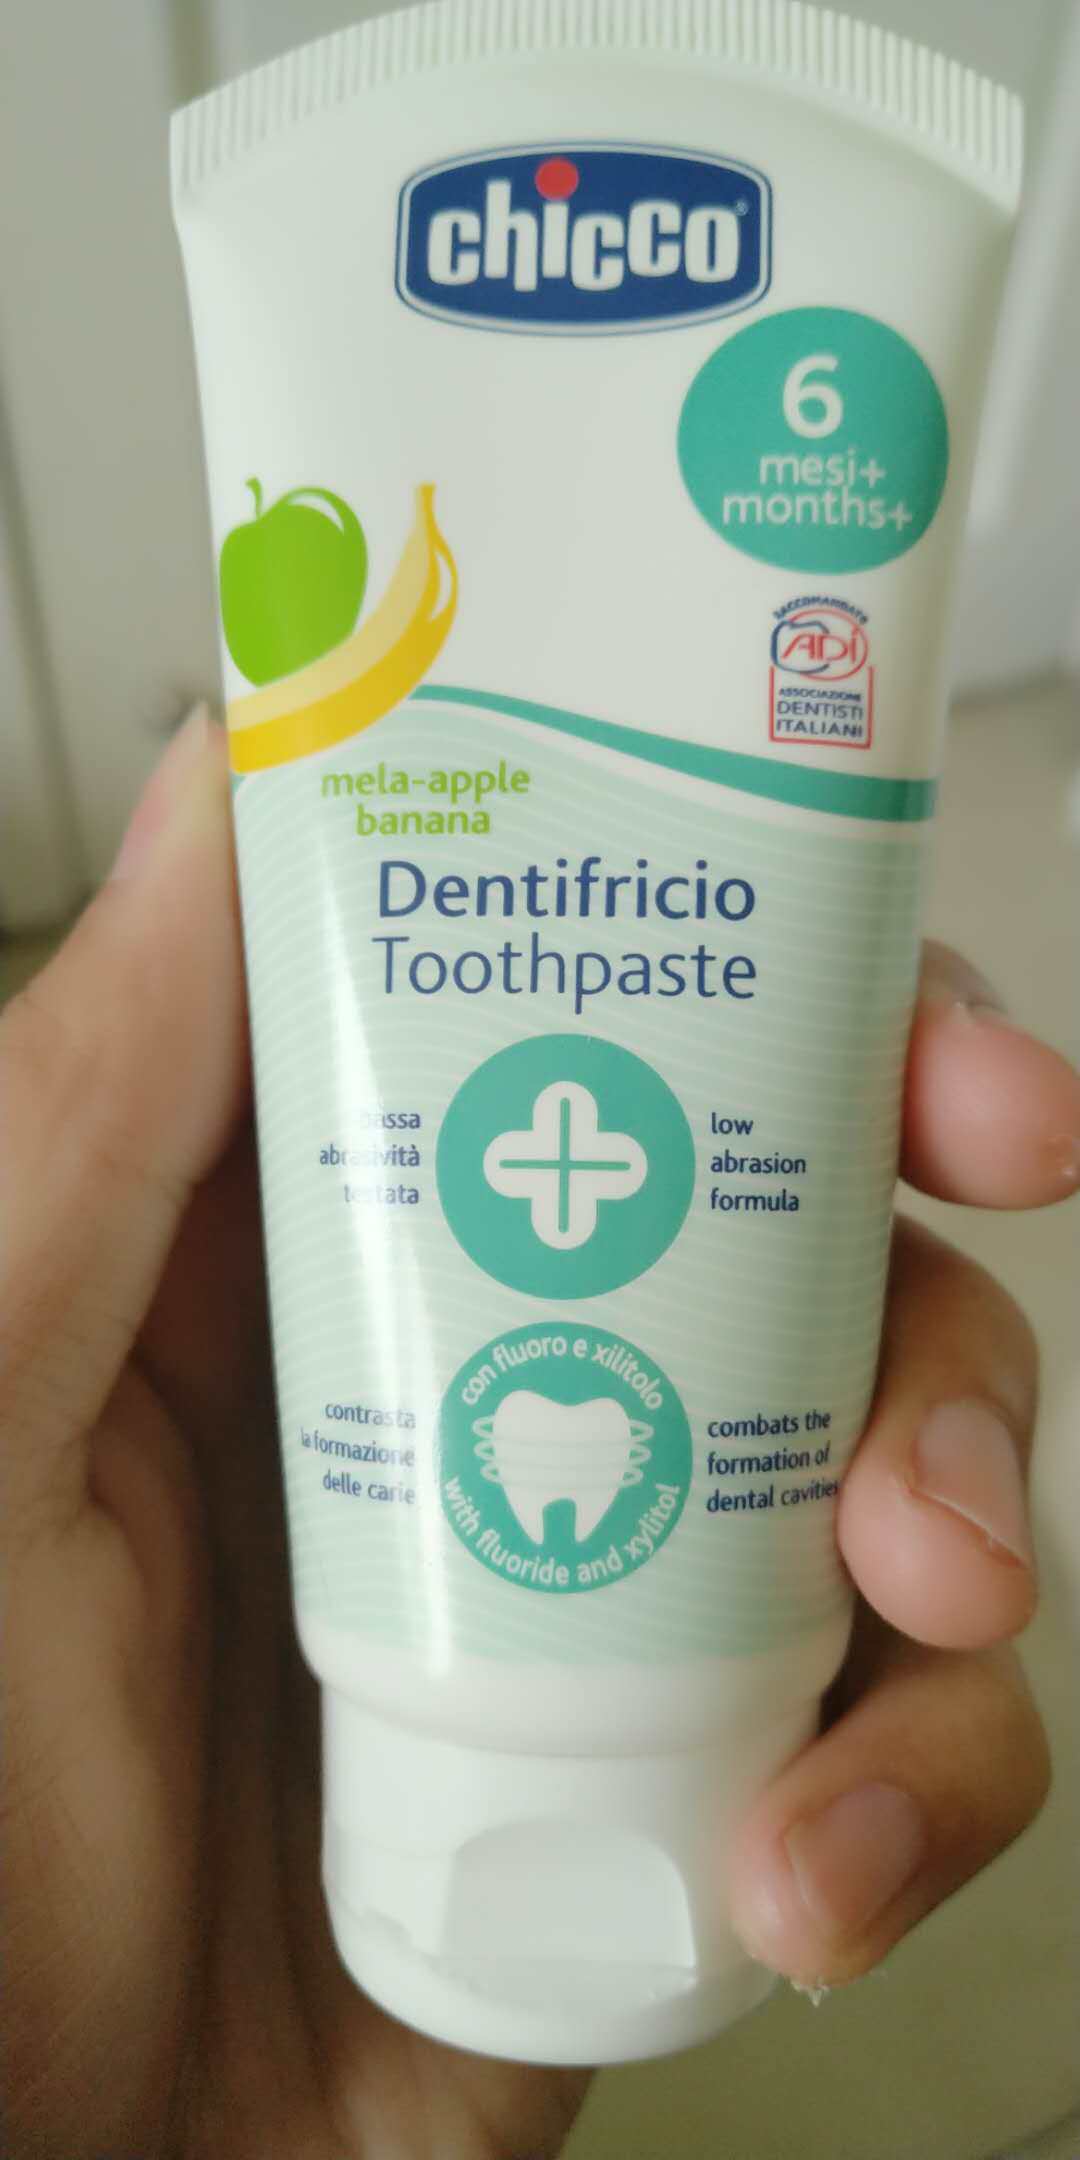 chicco
6
mesi+
months+
RACCOMANDATO
ADI
ASSOCIAZIONE
DENTISTI
ITALIANI
mela-apple
banana
Dentifricio
Toothpaste
bassa
abrasività
testata
low
abrasion
formula
con fluoro e xilitolo
with fluoride and xylitol
contrasta
la formazione
delle carie
combats the
formation of
dental cavities